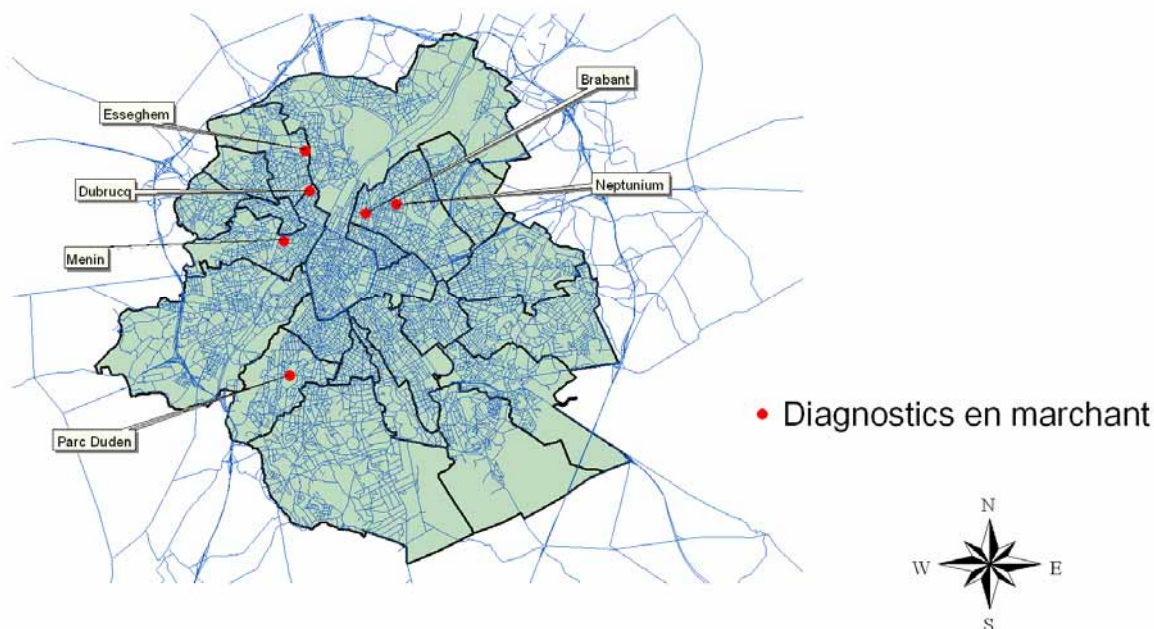 Brabant
Esseghem
Dubrucq
Neptunium
Menin
Parc Duden
Diagnostics en marchant
N
W E
S